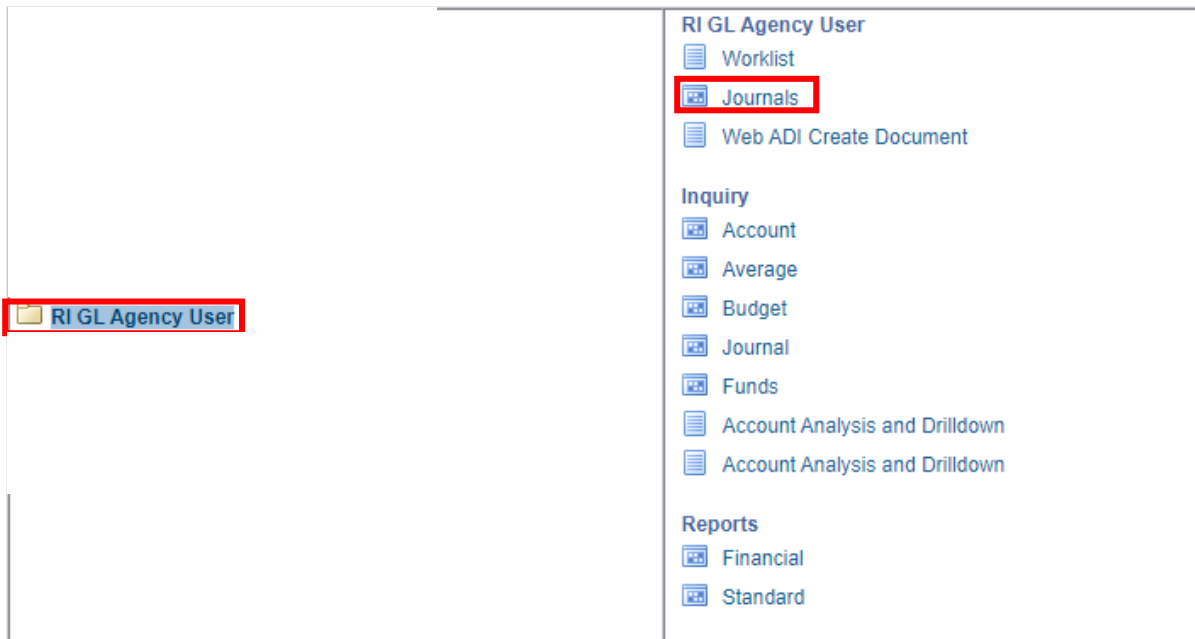 RI GL Agency User
RI GL Agency User
Worklist
Journals
Web ADI Create Document
Inquiry
Account
Average
Budget
Journal
Funds
Account Analysis and Drilldown
Account Analysis and Drilldown
Reports
Financial
Standard